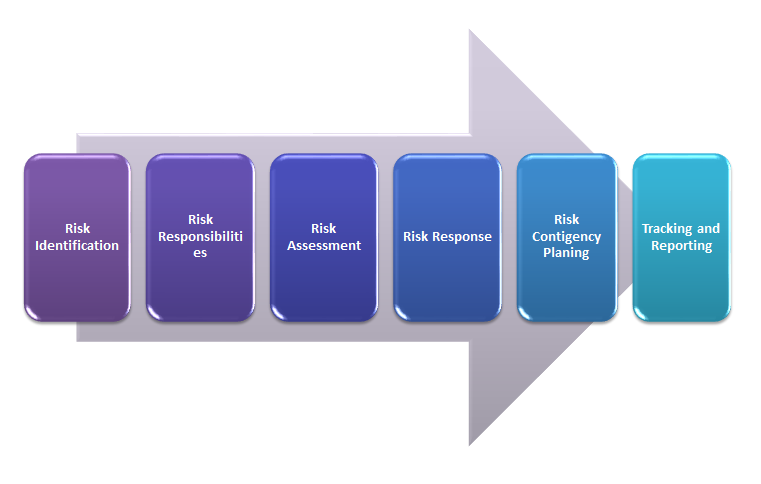 Risk
Identification
Risk
Responsibiliti
es
Risk
Assessment
Risk Response
Risk
Contigency
Planing
Tracking and
Reporting